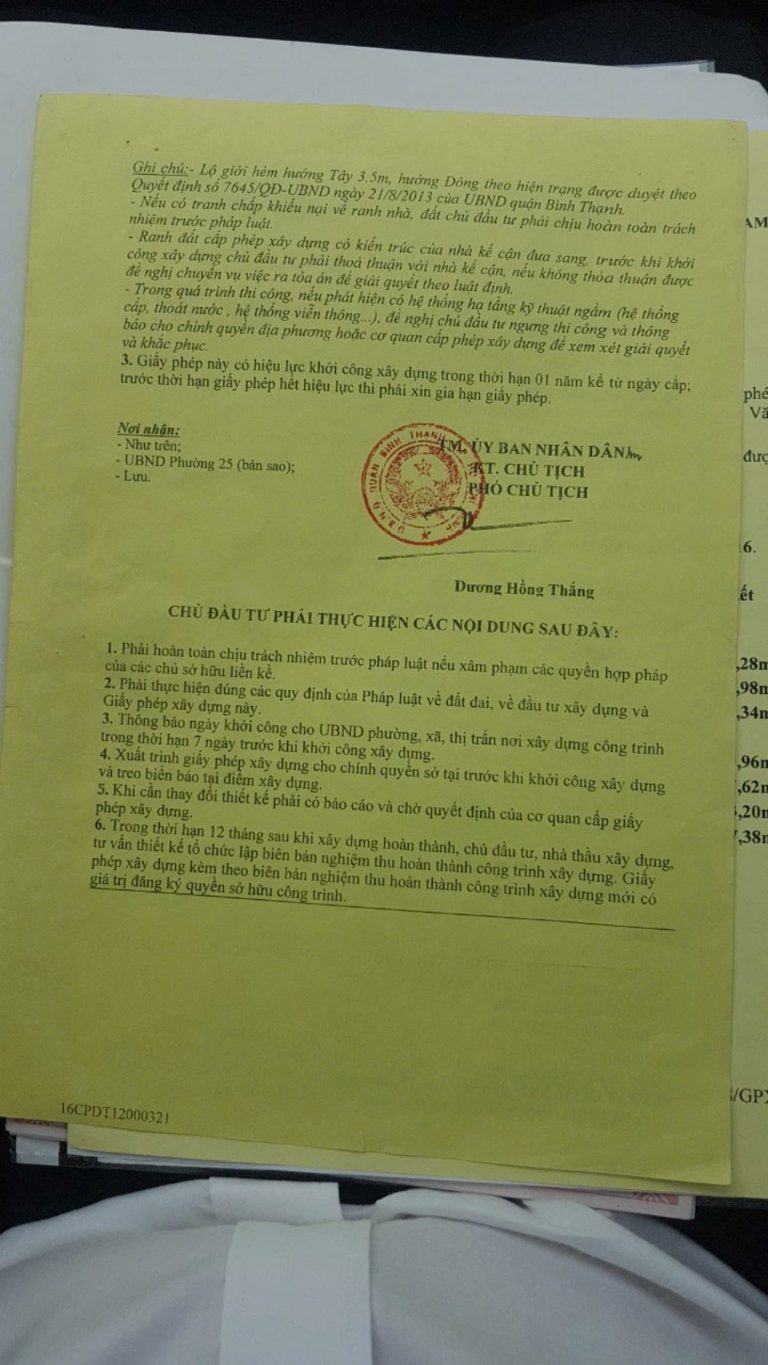 Ghi chú:- Lộ giới hẻm hướng Tây 3,5m, hướng Đông theo hiện trạng được duyệt theo
Quyết định số 7645/QĐ-UBND ngày 21/8/2013 của UBND quận Bình Thạnh.
- Nếu có tranh chấp khiếu nại về ranh nhà, đất chủ đầu tư phải chịu hoàn toàn trách
nhiệm trước pháp luật.
- Ranh đất cấp phép xây dựng có kiến trúc của nhà kế cận đưa sang, trước khi khởi
công xây dựng chủ đầu tư phải thoả thuận với nhà kế cận, nếu không thỏa thuận được
đề nghị chuyển vụ việc ra tòa án để giải quyết theo luật định.
- Trong quá trình thi công, nếu phát hiện có hệ thống hạ tầng kỹ thuật ngầm (hệ thống
cấp, thoát nước , hệ thống viễn thông...), đề nghị chủ đầu tư ngưng thi công và thông
báo cho chính quyền địa phương hoặc cơ quan cấp phép xây dựng để xem xét giải quyết
và khắc phục.
3. Giấy phép này có hiệu lực khởi công xây dựng trong thời hạn 01 năm kể từ ngày cấp;
trước thời hạn giấy phép hết hiệu lực thì phải xin gia hạn giấy phép.
Nơi nhận:
- Như trên;
- UBND Phường 25 (bản sao);
- Lưu.
TM. ỦY BAN NHÂN DÂN
KT. CHỦ TỊCH
PHÓ CHỦ TỊCH
QUẬN BÌNH THẠNH
Dương Hồng Thắng
CHỦ ĐẦU TƯ PHẢI THỰC HIỆN CÁC NỘI DUNG SAU ĐÂY:
1. Phải hoàn toàn chịu trách nhiệm trước pháp luật nếu xâm phạm các quyền hợp pháp
của các chủ sở hữu liền kề.
2. Phải thực hiện đúng các quy định của Pháp luật về đất đai, về đầu tư xây dựng và
Giấy phép xây dựng này.
3. Thông báo ngày khởi công cho UBND phường, xã, thị trấn nơi xây dựng công trình
trong thời hạn 7 ngày trước khi khởi công xây dựng.
4. Xuất trình giấy phép xây dựng cho chính quyền sở tại trước khi khởi công xây dựng
và treo biển báo tại điểm xây dựng.
5. Khi cần thay đổi thiết kế phải có báo cáo và chờ quyết định của cơ quan cấp giấy
phép xây dựng.
6. Trong thời hạn 12 tháng sau khi xây dựng hoàn thành, chủ đầu tư, nhà thầu xây dựng,
tư vấn thiết kế tổ chức lập biên bản nghiệm thu hoàn thành công trình xây dựng. Giấy
phép xây dựng kèm theo biên bản nghiệm thu hoàn thành công trình xây dựng mới có
giá trị đăng ký quyền sở hữu công trình.
16CPDT12000321
AM
phé
Vă
đượ
6.
ết
,28m
,98m
,34m
,96m
,62m
,20m
,38m
/GPX